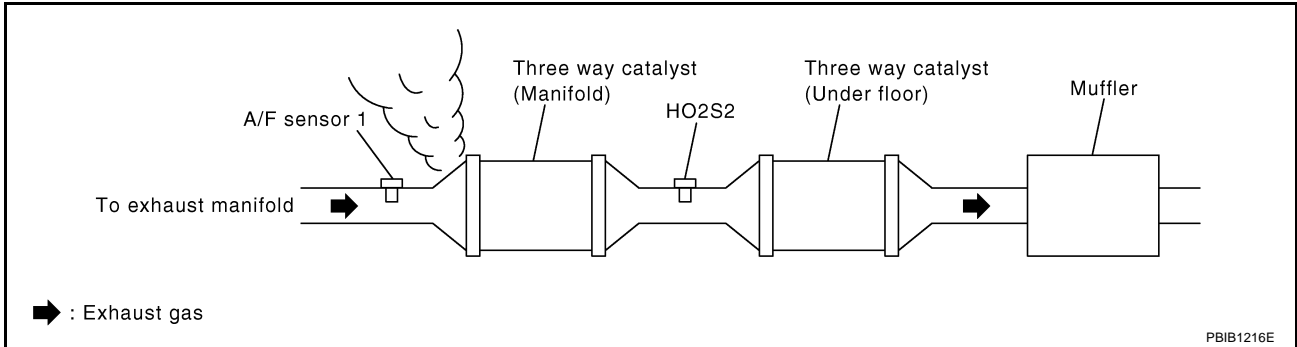 Three way catalyst
(Manifold)
Three way catalyst
(Under floor)
Muffler
A/F sensor 1
HO2S2
To exhaust manifold
: Exhaust gas
PBIB1216E